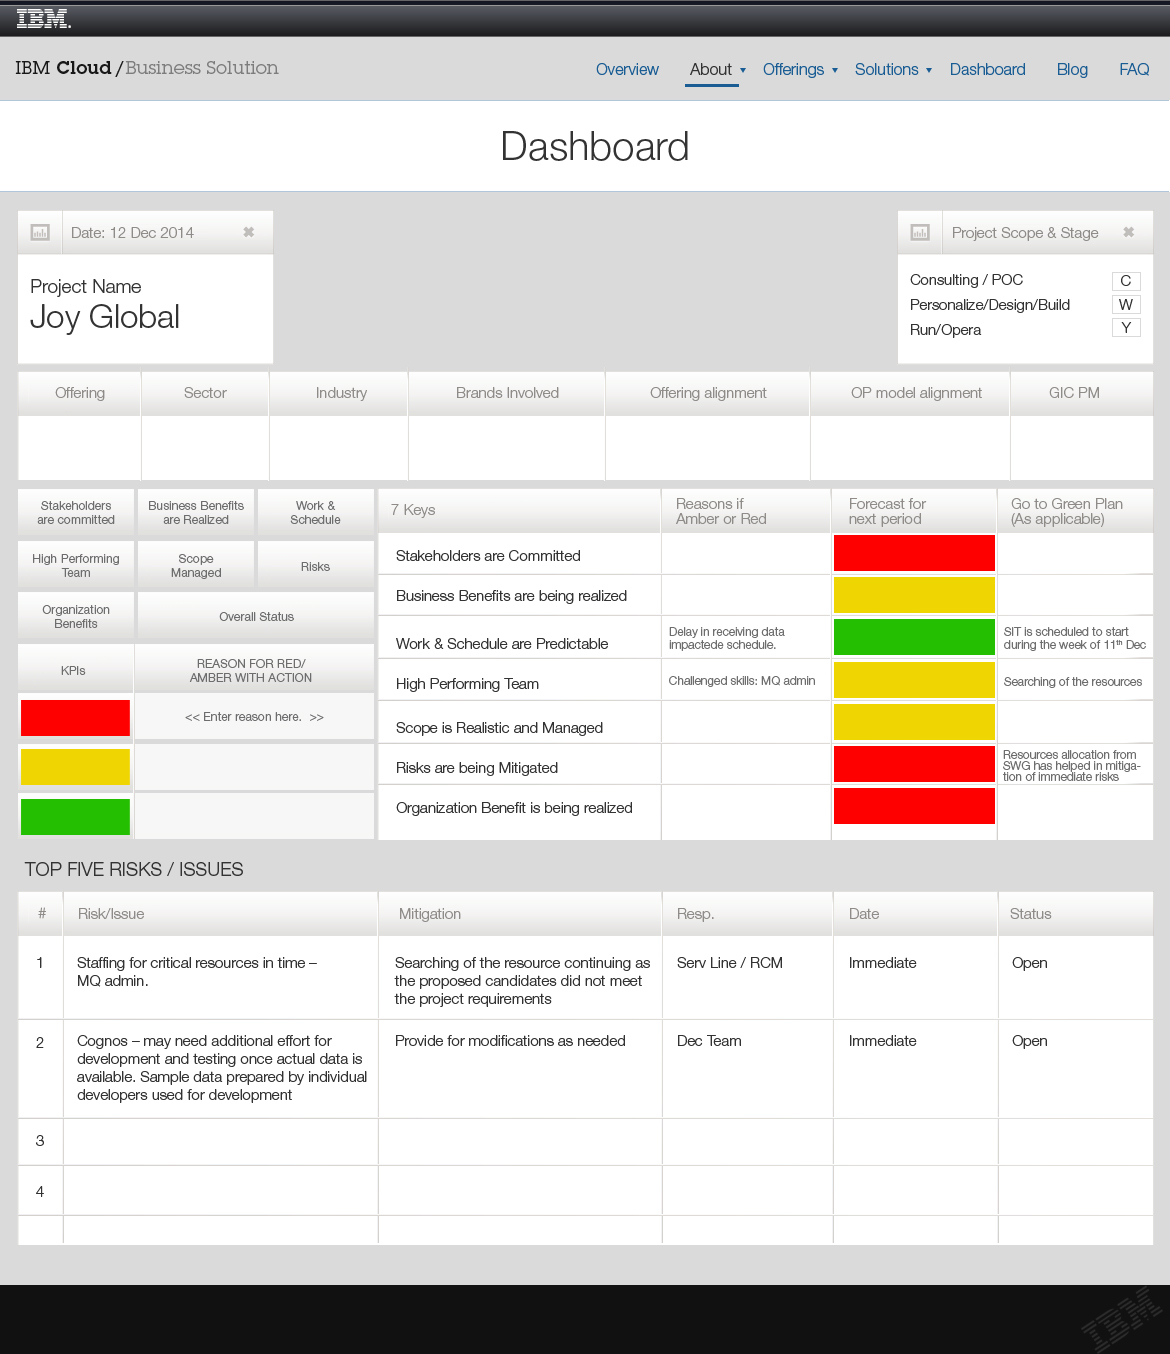 IBM.
IBM Cloud / Business Solution
Overview About Offerings Solutions Dashboard Blog FAQ
Dashboard
Date: 12 Dec 2014
Project Name
Joy Global
Project Scope & Stage
Consulting / POC C
Personalize/Design/Build W
Run/Opera Y
Offering Sector Industry Brands Involved Offering alignment OP model alignment GIC PM
Stakeholders
are committed
Business Benefits
are Realized
Work &
Schedule
High Performing
Team
Scope
Managed
Risks
Organization
Benefits
Overall Status
KPIs
REASON FOR RED/
AMBER WITH ACTION
<< Enter reason here. >>
7 Keys
Reasons if
Amber or Red
Forecast for
next period
Go to Green Plan
(As applicable)
Stakeholders are Committed
Business Benefits are being realized
Work & Schedule are Predictable
Delay in receiving data
impactede schedule.
SIT is scheduled to start
during the week of 11th Dec
High Performing Team
Challenged skills: MQ admin
Searching of the resources
Scope is Realistic and Managed
Risks are being Mitigated
Resources allocation from
SWG has helped in mitiga-
tion of immediate risks
Organization Benefit is being realized
TOP FIVE RISKS / ISSUES
# Risk/Issue Mitigation Resp. Date Status
1
Staffing for critical resources in time –
MQ admin.
Searching of the resource continuing as
the proposed candidates did not meet
the project requirements
Serv Line / RCM
Immediate
Open
2
Cognos – may need additional effort for
development and testing once actual data is
available. Sample data prepared by individual
developers used for development
Provide for modifications as needed
Dec Team
Immediate
Open
3
4
IBM